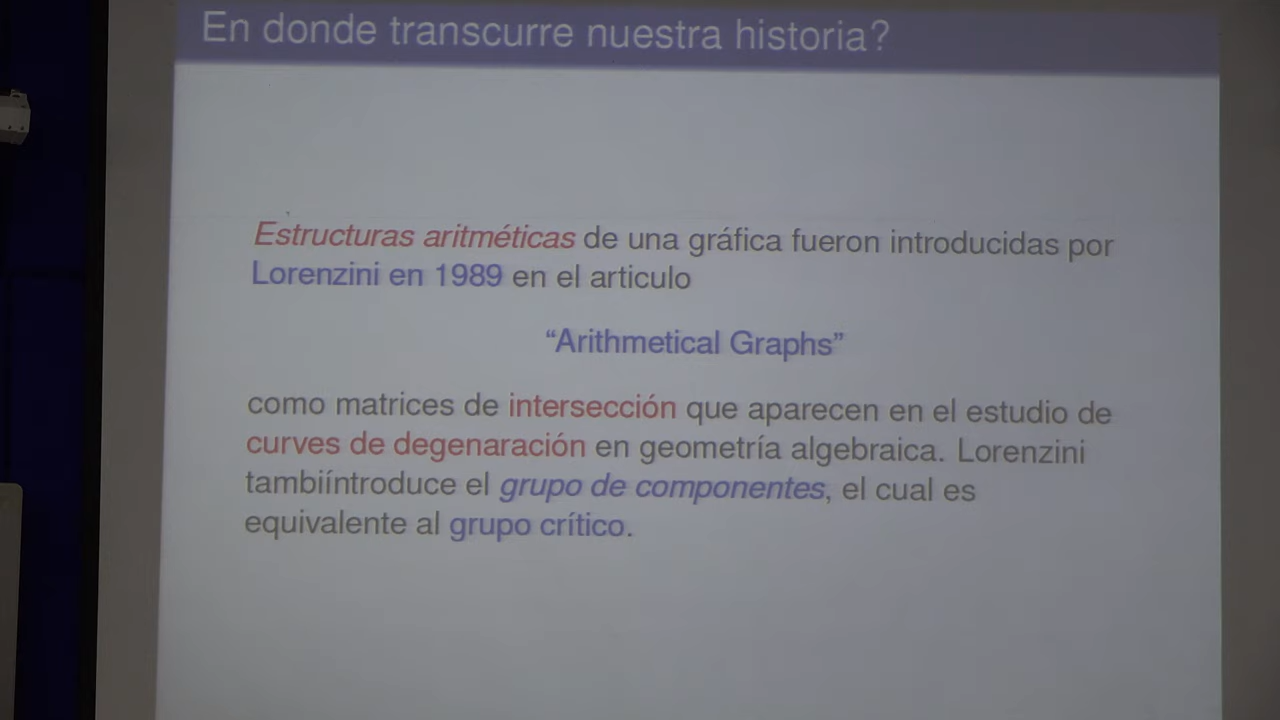 En donde transcurre nuestra historia?
Estructuras aritméticas de una gráfica fueron introducidas por
Lorenzini en 1989 en el articulo
“Arithmetical Graphs”
como matrices de intersección que aparecen en el estudio de
curves de degenaración en geometría algebraica. Lorenzini
tambiíntroduce el grupo de componentes, el cual es
equivalente al grupo crítico.